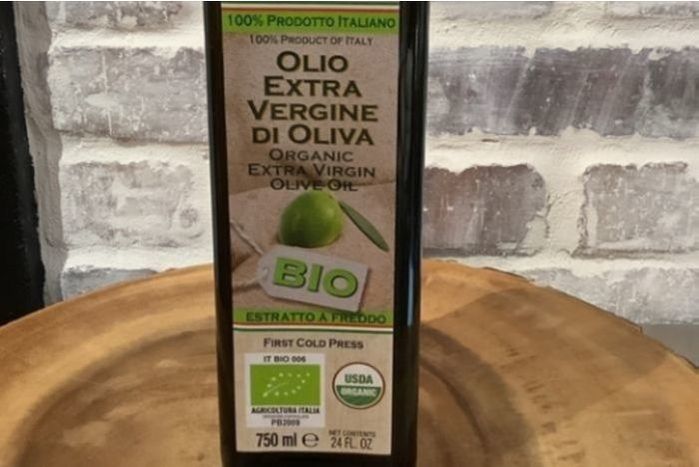 100% PRODOTTO ITALIANO
100% PRODUCT OF ITALY
OLIO
EXTRA
VERGINE
DI OLIVA
ORGANIC
EXTRA VIRGIN
OLIVE OIL
BIO
ESTRATTO A FREDDO
FIRST COLD PRESS
IT BIO 006
AGRICOLTURA ITALIA
PB2009
USDA
ORGANIC
750 ml e
NET CONTENTS
24 FL. OZ